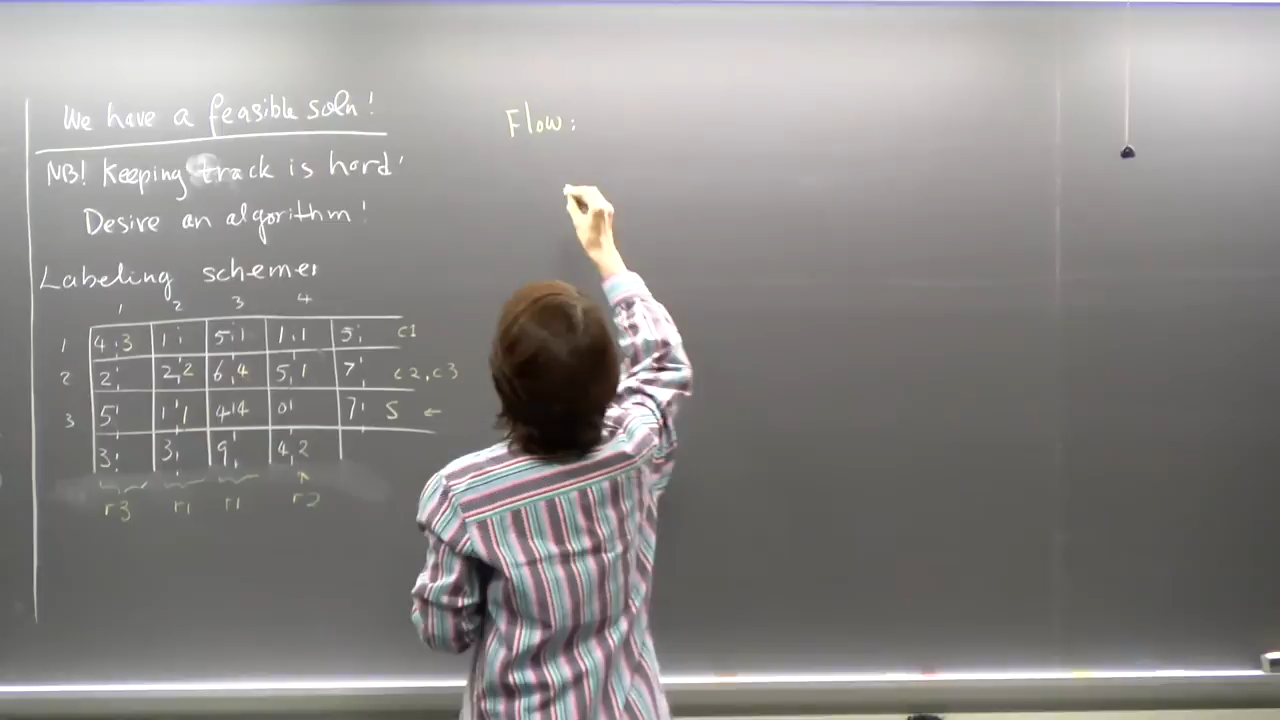 We have a feasible soln!
NB! Keeping track is hard'
Desire an algorithm!
Labeling scheme
1 2 3 4
1 4;3 1; 5;1 1,1 5; c1
2 2; 2,2 6,4 5,1 7; c2,c3
3 5 1,1 4 4 0 7 S ←
3; 3, 9, 4,2
r3 r1 r1 r2
Flow: